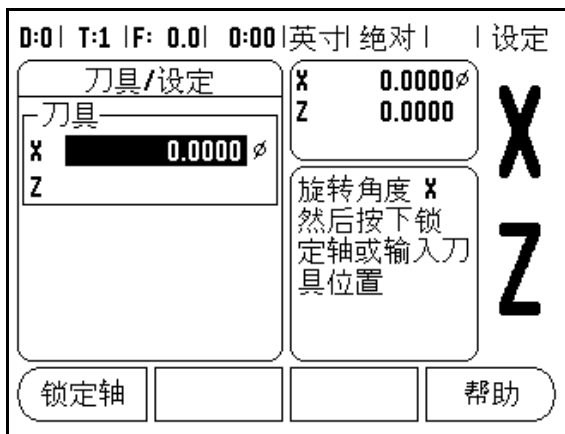 D:0| T:1 |F: 0.0| 0:00|英寸| 绝对| |设定
刀具/设定
刀具
X 0.0000 ⌀
Z
X 0.0000⌀
Z 0.0000
旋转角度 X
然后按下锁
定轴或输入刀
具位置
X
Z
锁定轴
帮助